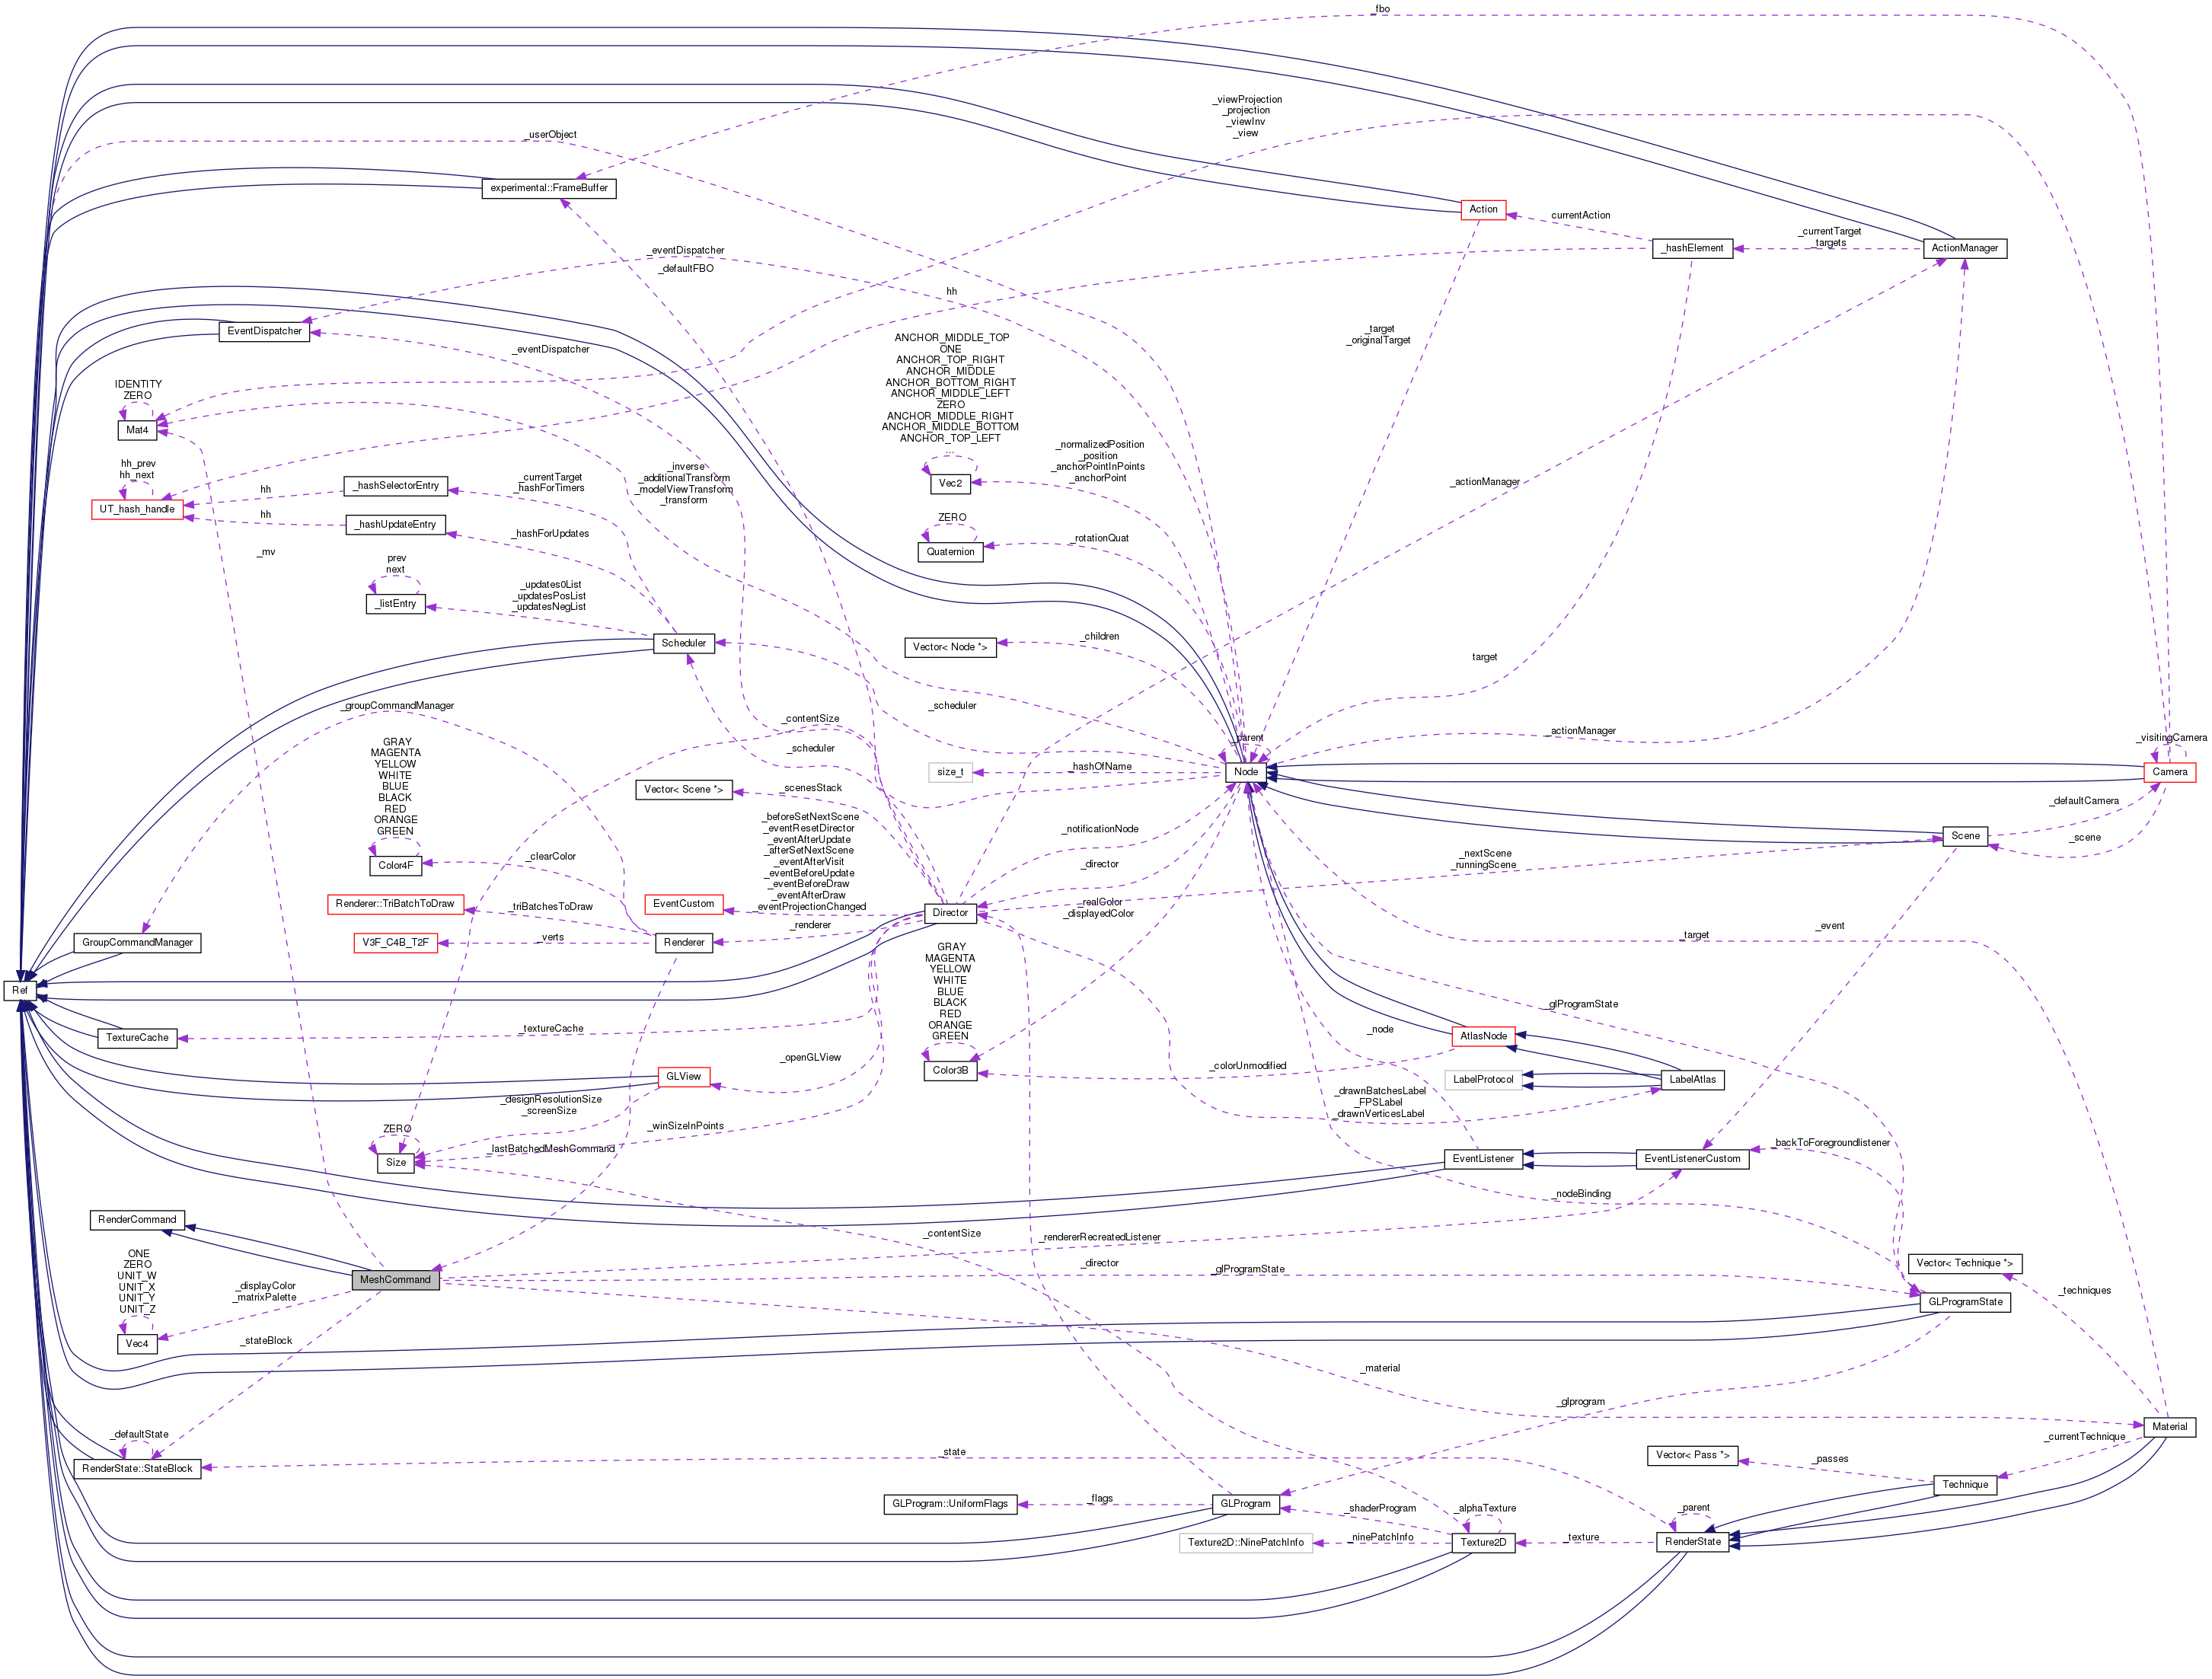 _fbo
_viewProjection
_projection
_viewInv
_view
_userObject
experimental::FrameBuffer
Action
currentAction
_hashElement
_currentTarget
_targets
ActionManager
_eventDispatcher
_defaultFBO
hh
EventDispatcher
_eventDispatcher
_target
_originalTarget
ANCHOR_MIDDLE_TOP
ONE
ANCHOR_TOP_RIGHT
ANCHOR_MIDDLE
ANCHOR_BOTTOM_RIGHT
ANCHOR_MIDDLE_LEFT
ZERO
ANCHOR_MIDDLE_RIGHT
ANCHOR_MIDDLE_BOTTOM
ANCHOR_TOP_LEFT
...
IDENTITY
ZERO
Mat4
hh_prev
hh_next
UT_hash_handle
hh
hh
_hashSelectorEntry
_hashUpdateEntry
_currentTarget
_hashForTimers
_hashForUpdates
_inverse
_additionalTransform
_modelViewTransform
_transform
Vec2
_normalizedPosition
_position
_anchorPointInPoints
_anchorPoint
_actionManager
ZERO
Quaternion
_rotationQuat
_mv
prev
next
_listEntry
_updates0List
_updatesPosList
_updatesNegList
Scheduler
Vector< Node *>
_children
target
_groupCommandManager
_contentSize
_scheduler
_scheduler
_actionManager
_parent
Node
size_t
_hashOfName
_visitingCamera
Camera
GRAY
MAGENTA
YELLOW
WHITE
BLUE
BLACK
RED
ORANGE
GREEN
Color4F
_clearColor
Vector< Scene *>
_scenesStack
_beforeSetNextScene
_eventResetDirector
_eventAfterUpdate
_afterSetNextScene
_eventAfterVisit
_eventBeforeUpdate
_eventBeforeDraw
_eventAfterDraw
_eventProjectionChanged
_notificationNode
_director
_nextScene
_runningScene
Scene
_defaultCamera
_scene
Renderer::TriBatchToDraw
_triBatchesToDraw
EventCustom
Director
_realColor
_displayedColor
V3F_C4B_T2F
_verts
Renderer
_renderer
GroupCommandManager
Ref
_target
_event
GRAY
MAGENTA
YELLOW
WHITE
BLUE
BLACK
RED
ORANGE
GREEN
Color3B
_glProgramState
TextureCache
_textureCache
_openGLView
_node
AtlasNode
_colorUnmodified
LabelProtocol
LabelAtlas
GLView
_designResolutionSize
_screenSize
_drawnBatchesLabel
_FPSLabel
_drawnVerticesLabel
ZERO
Size
_winSizeInPoints
_lastBatchedMeshCommand
EventListener
EventListenerCustom
_backToForegroundlistener
_nodeBinding
RenderCommand
_contentSize
_rendererRecreatedListener
_director
_glProgramState
ONE
ZERO
UNIT_W
UNIT_X
UNIT_Y
UNIT_Z
Vec4
_displayColor
_matrixPalette
MeshCommand
Vector< Technique *>
_techniques
GLProgramState
_stateBlock
_material
_glprogram
Material
_defaultState
RenderState::StateBlock
_state
_currentTechnique
Vector< Pass *>
_passes
Technique
GLProgram::UniformFlags
_flags
GLProgram
_shaderProgram
_alphaTexture
_parent
Texture2D::NinePatchInfo
_ninePatchInfo
Texture2D
_texture
RenderState